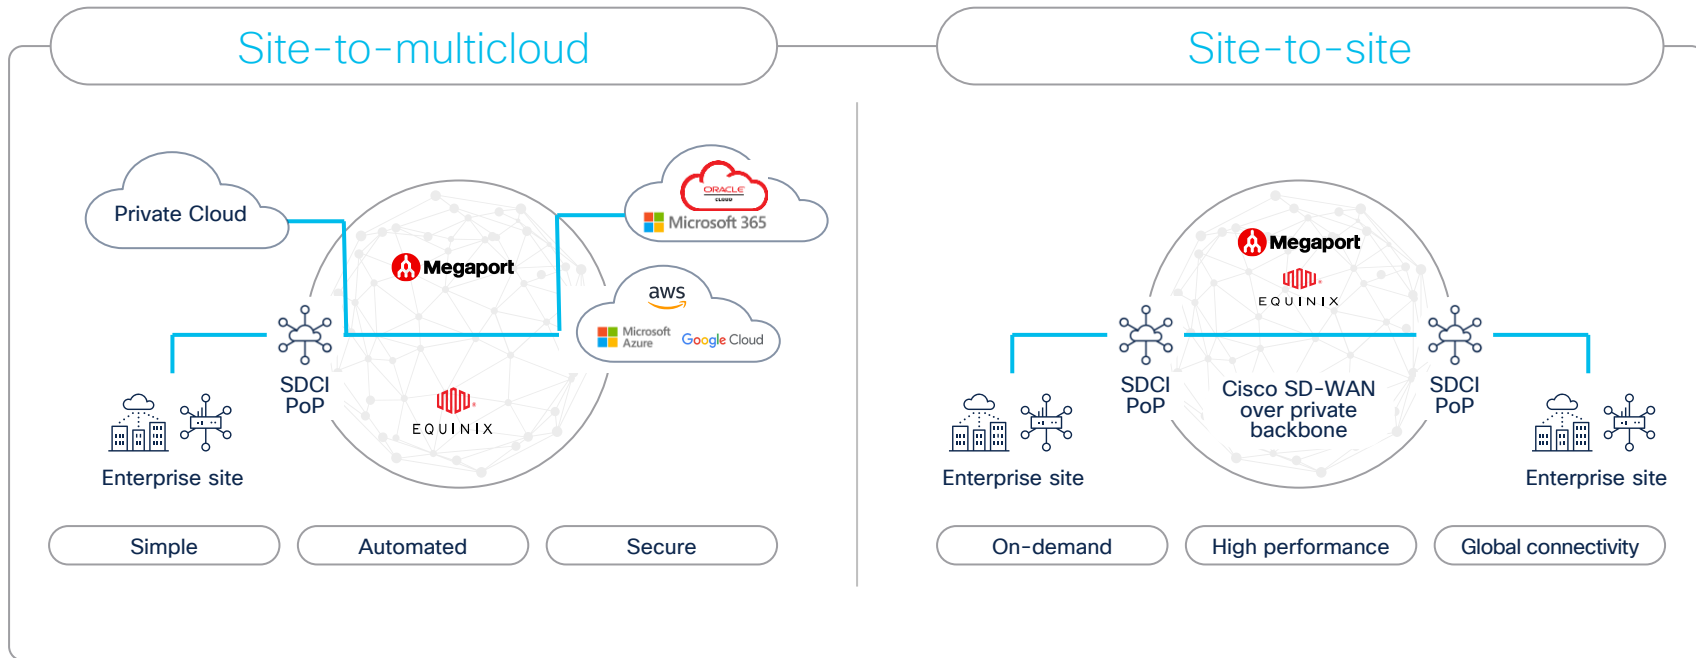 Site-to-multicloud
Private Cloud
ORACLE
CLOUD
Microsoft 365
Megaport
aws
Microsoft
Azure
Google Cloud
SDCI
PoP
EQUINIX
Enterprise site
Simple
Automated
Secure
Site-to-site
Megaport
EQUINIX
SDCI
PoP
Cisco SD-WAN
over private
backbone
SDCI
PoP
Enterprise site
Enterprise site
On-demand
High performance
Global connectivity